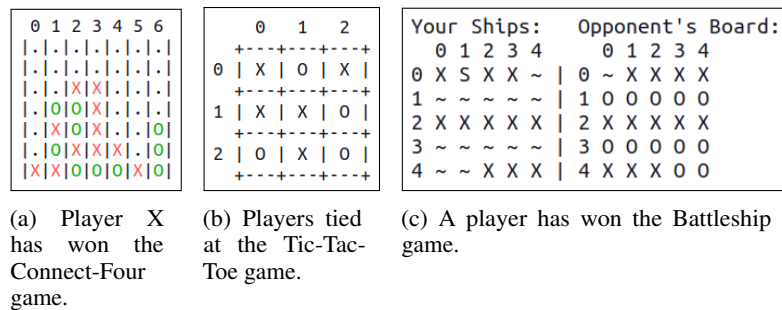 0 1 2 3 4 5 6
|.|.|.|.|.|.|.|
|.|.|.|.|.|.|.|
|.|.|X|X|.|.|.|
|.|O|O|X|.|.|.|
|.|X|O|X|.|.|O|
|.|O|X|X|X|.|O|
|X|X|O|O|O|X|O|
(a) Player X
has won the
Connect-Four
game.
0 1 2
+---+---+---+
0 | X | O | X |
+---+---+---+
1 | X | X | O |
+---+---+---+
2 | O | X | O |
+---+---+---+
(b) Players tied
at the Tic-Tac-
Toe game.
Your Ships: Opponent's Board:
0 1 2 3 4 0 1 2 3 4
0 X S X X ~ | 0 ~ X X X X
1 ~ ~ ~ ~ ~ | 1 O O O O O
2 X X X X X | 2 X X X X X
3 ~ ~ ~ ~ ~ | 3 O O O O O
4 ~ ~ X X X | 4 X X X O O
(c) A player has won the Battleship
game.